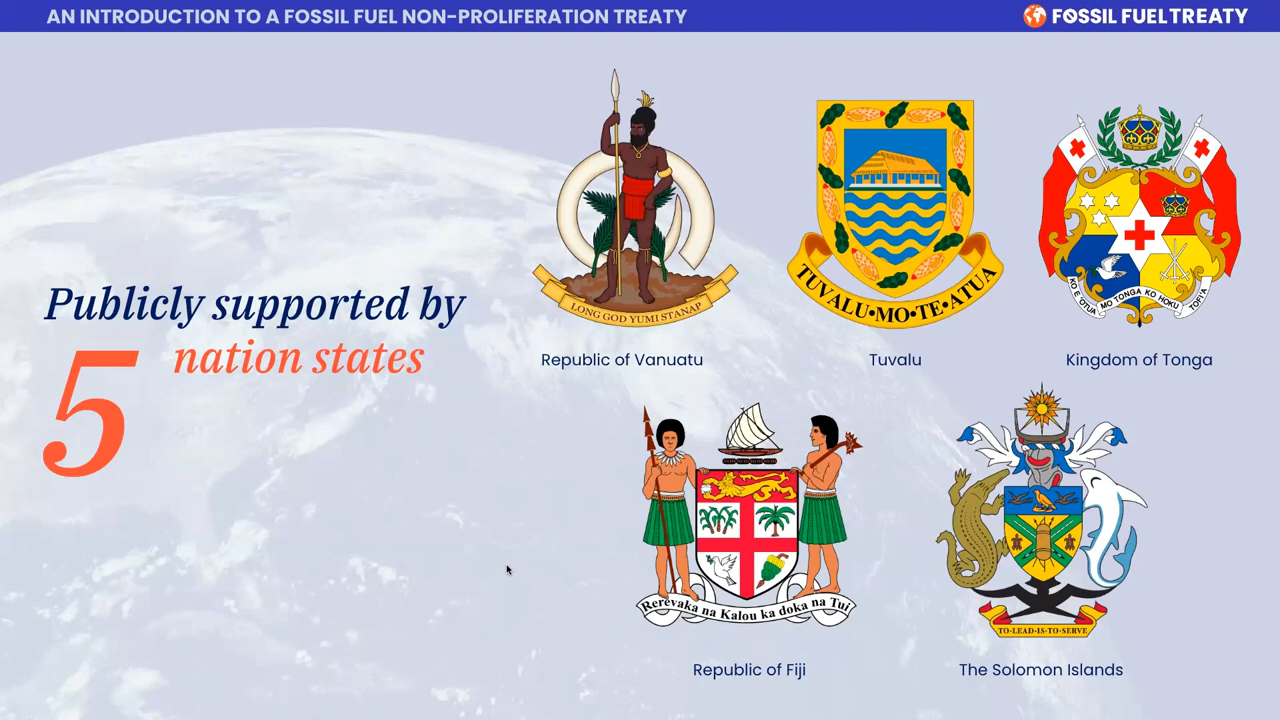 AN INTRODUCTION TO A FOSSIL FUEL NON-PROLIFERATION TREATY
FOSSIL FUEL TREATY
Publicly supported by
5 nation states
LONG GOD YUMI STANAP
Republic of Vanuatu
TUVALU•MO•TE•ATUA
Tuvalu
KO E ʻOTUA MO TONGA KO HOKU TOFIʻA
Kingdom of Tonga
Rerevaka na Kalou ka doka na Tui
Republic of Fiji
TO·LEAD·IS·TO·SERVE
The Solomon Islands